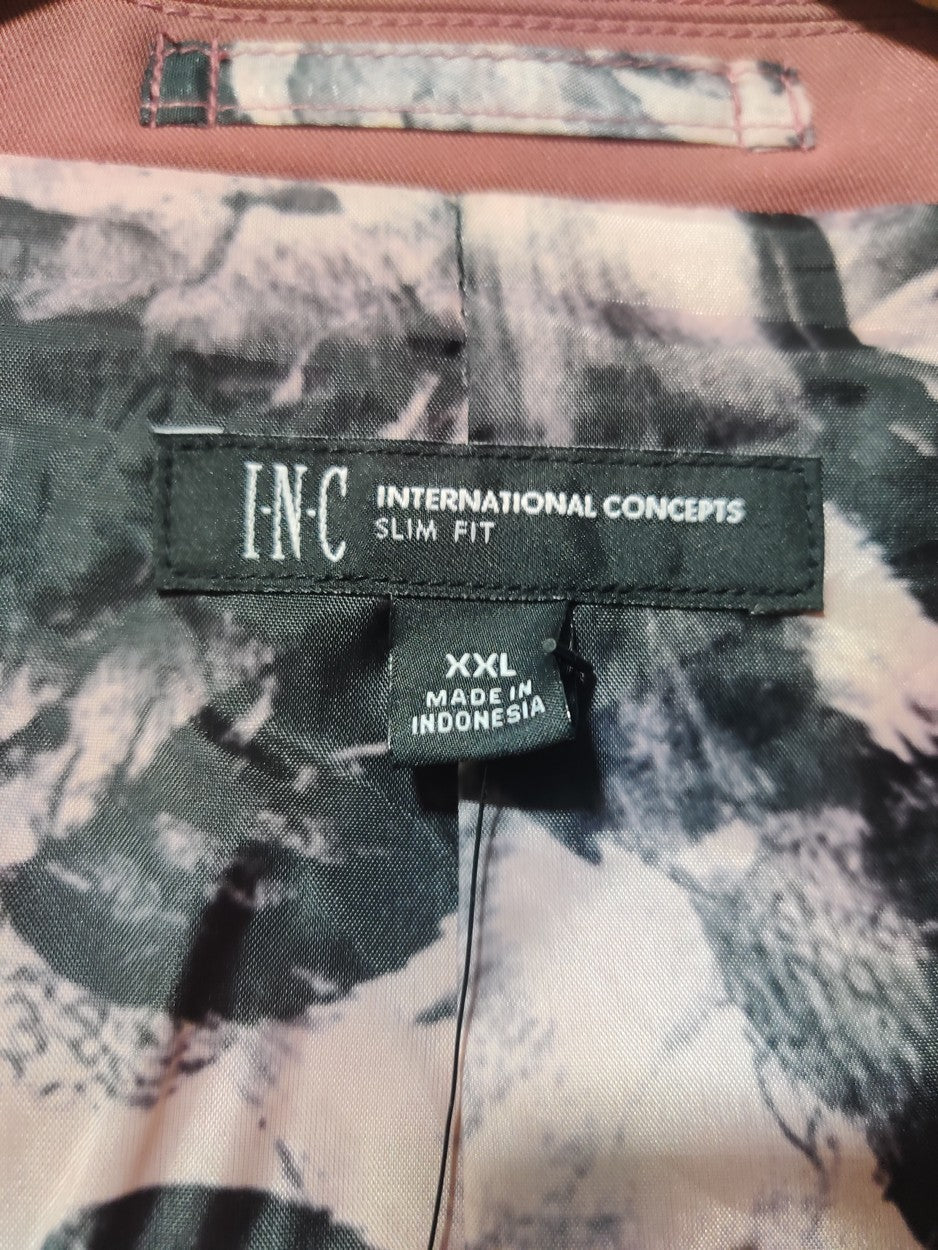 I·N·C INTERNATIONAL CONCEPTS
SLIM FIT
XXL
MADE IN
INDONESIA